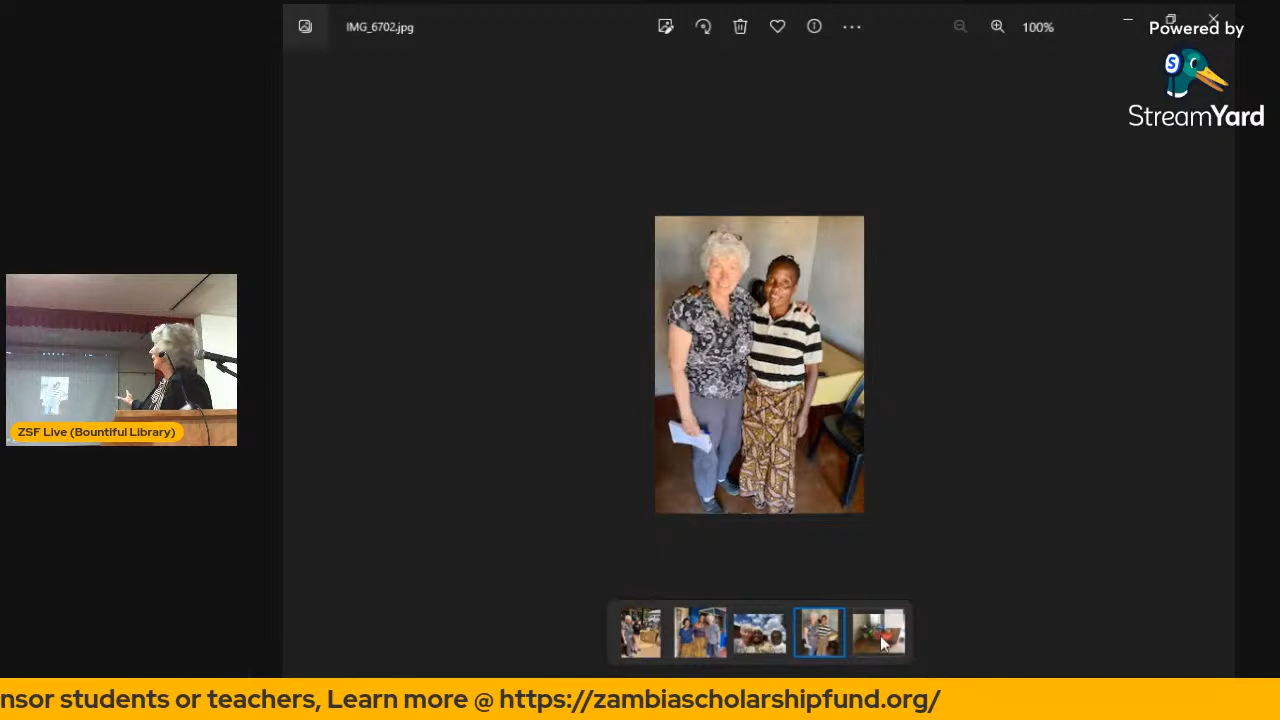 IMG_6702.jpg
100%
Powered by
S
StreamYard
ZSF Live (Bountiful Library)
nsor students or teachers, Learn more @ https://zambiascholarshipfund.org/